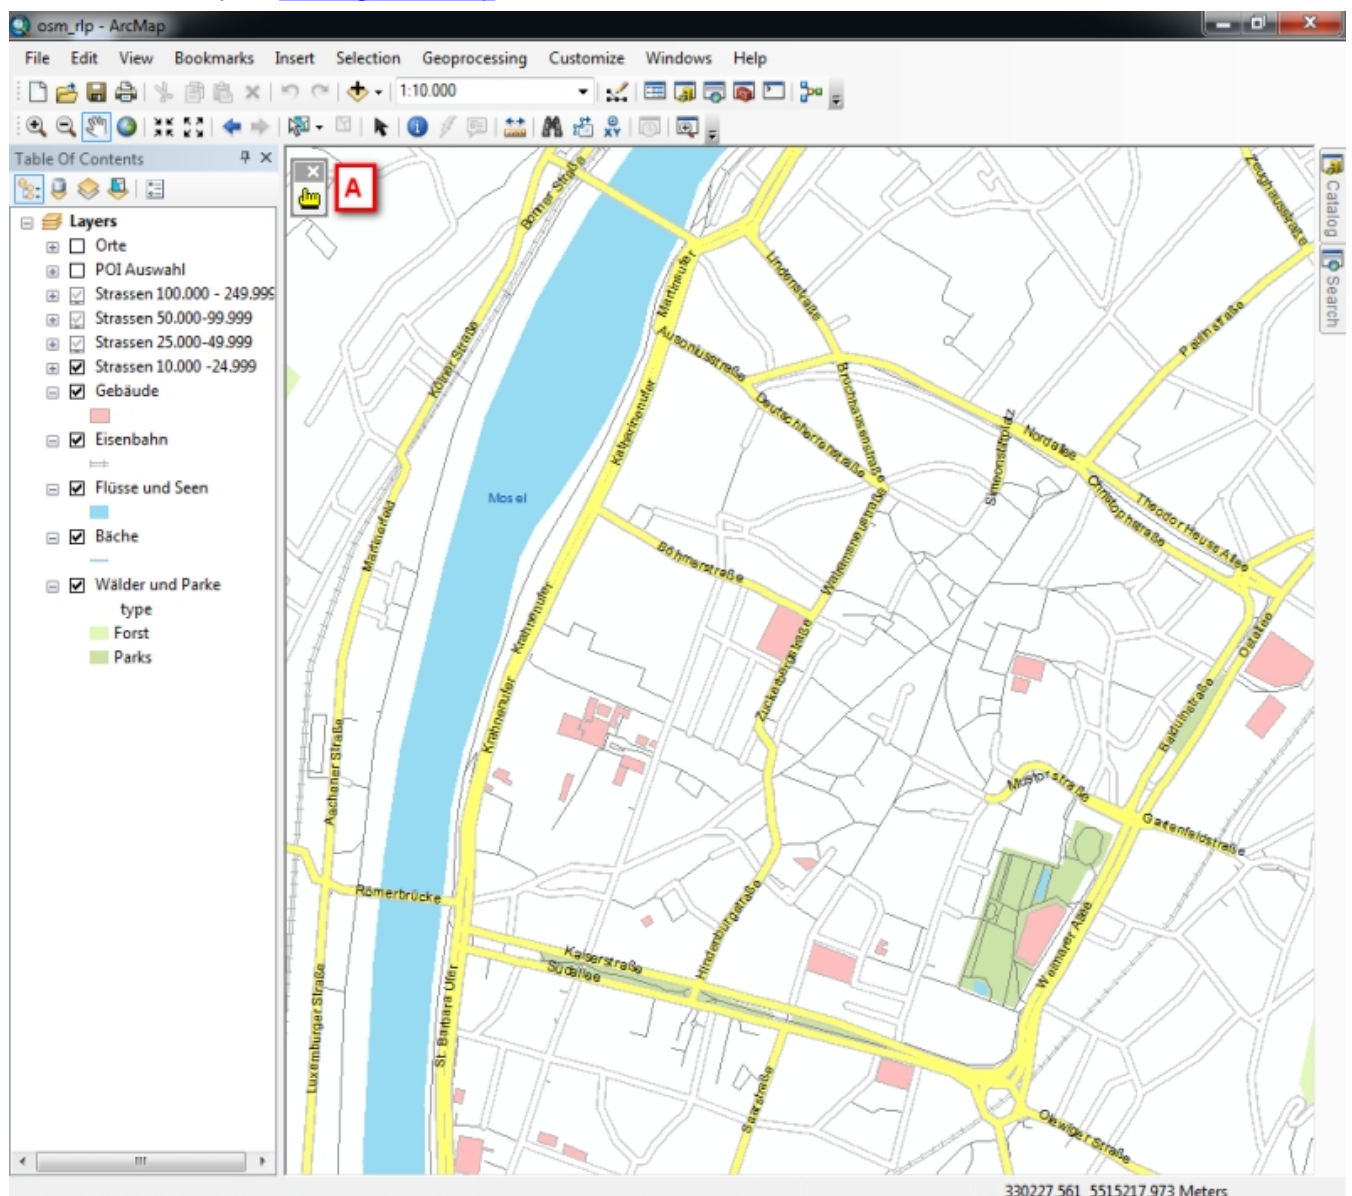 osm_rlp - ArcMap
File Edit View Bookmarks Insert Selection Geoprocessing Customize Windows Help
1:10.000
Table Of Contents
A
Layers
Orte
POI Auswahl
Strassen 100.000 - 249.999
Strassen 50.000-99.999
Strassen 25.000-49.999
Strassen 10.000 -24.999
Gebäude
Eisenbahn
Flüsse und Seen
Bäche
Wälder und Parke
type
Forst
Parks
Catalog
Search
Bonner Straße
Zeughausstraße
Martinsufer
Lindenstraße
Kölner Straße
Ausoniusstraße
Paulinstraße
Katharinenufer
Bruchhausenstraße
Deutschherrenstraße
Nordallee
Simeonstiftplatz
Mosel
Christophstraße
Theodor Heuss Allee
Martinerfeld
Walramsneustraße
Böhmerstraße
Krahnenufer
Ostallee
Zuckerbergstraße
Krahnenufer
Balduinstraße
Aachener Straße
Mustorstraße
Gartenfeldstraße
Römerbrücke
Hindenburgstraße
Weimarer Allee
Kaiserstraße
Südallee
Luxemburger Straße
St. Barbara Ufer
Saarstraße
Olewiger Straße
330227,561 5515217,973 Meters